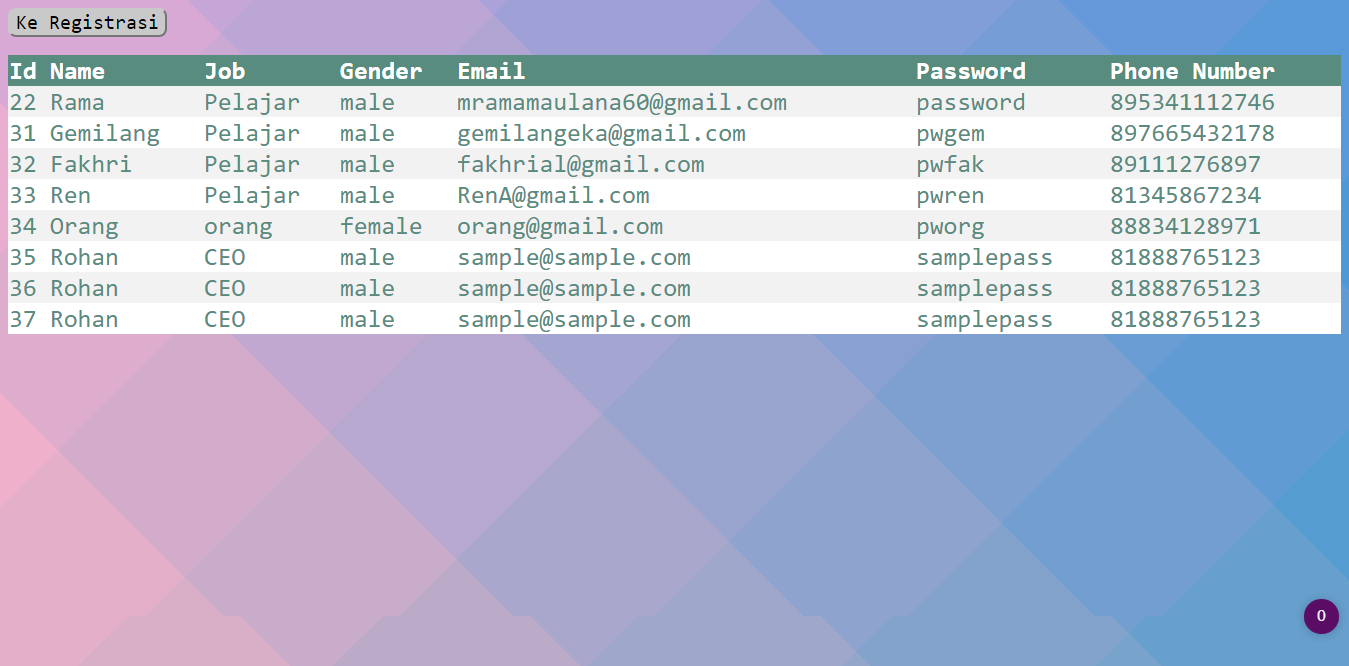 Ke Registrasi
Id Name Job Gender Email Password Phone Number
22 Rama Pelajar male mramamaulana60@gmail.com password 895341112746
31 Gemilang Pelajar male gemilangeka@gmail.com pwgem 897665432178
32 Fakhri Pelajar male fakhrial@gmail.com pwfak 89111276897
33 Ren Pelajar male RenA@gmail.com pwren 81345867234
34 Orang orang female orang@gmail.com pworg 88834128971
35 Rohan CEO male sample@sample.com samplepass 81888765123
36 Rohan CEO male sample@sample.com samplepass 81888765123
37 Rohan CEO male sample@sample.com samplepass 81888765123
0